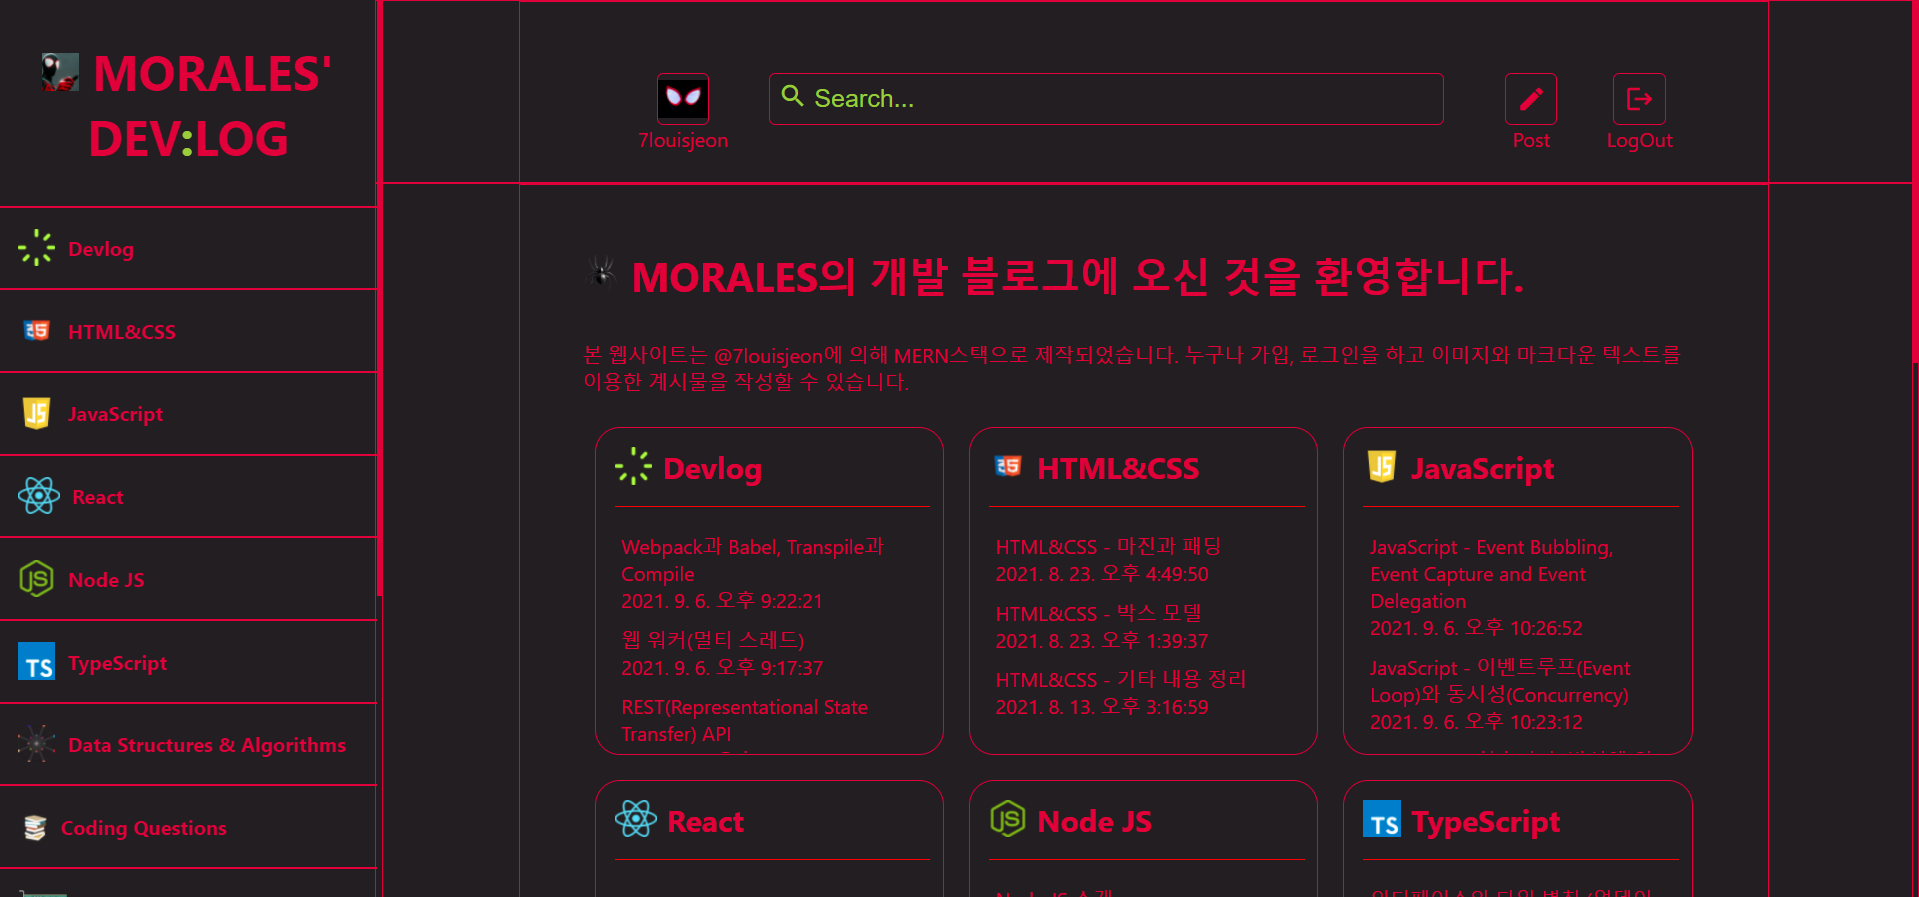 MORALES'
DEV:LOG
Devlog
HTML&CSS
JavaScript
React
Node JS
TypeScript
Data Structures & Algorithms
Coding Questions
7louisjeon
Search...
Post
LogOut
MORALES의 개발 블로그에 오신 것을 환영합니다.
본 웹사이트는 @7louisjeon에 의해 MERN스택으로 제작되었습니다. 누구나 가입, 로그인을 하고 이미지와 마크다운 텍스트를
이용한 게시물을 작성할 수 있습니다.
Devlog
Webpack과 Babel, Transpile과
Compile
2021. 9. 6. 오후 9:22:21
웹 워커(멀티 스레드)
2021. 9. 6. 오후 9:17:37
REST(Representational State
Transfer) API
HTML&CSS
HTML&CSS - 마진과 패딩
2021. 8. 23. 오후 4:49:50
HTML&CSS - 박스 모델
2021. 8. 23. 오후 1:39:37
HTML&CSS - 기타 내용 정리
2021. 8. 13. 오후 3:16:59
JavaScript
JavaScript - Event Bubbling,
Event Capture and Event
Delegation
2021. 9. 6. 오후 10:26:52
JavaScript - 이벤트루프(Event
Loop)와 동시성(Concurrency)
2021. 9. 6. 오후 10:23:12
React
Node JS
Node JS 소개
TypeScript